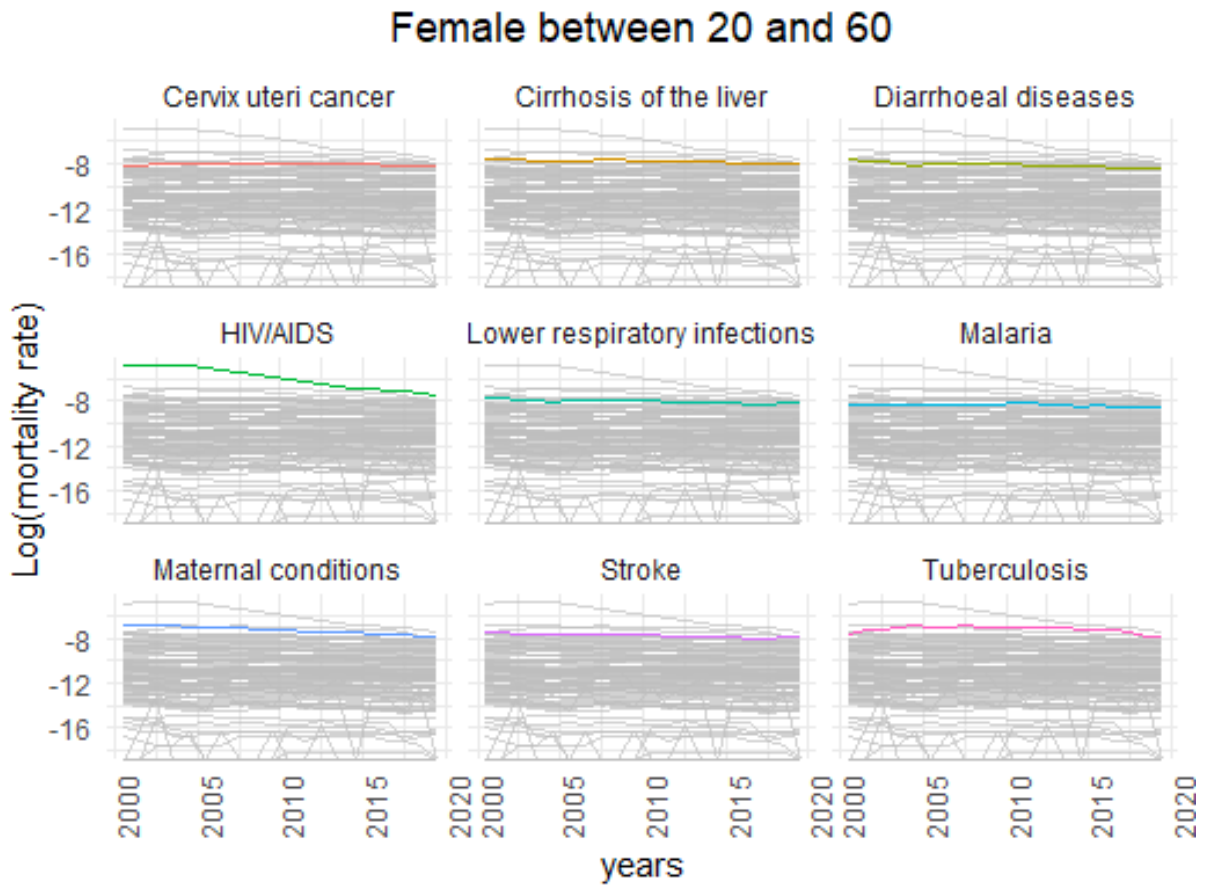 Female between 20 and 60
Cervix uteri cancer
Cirrhosis of the liver
Diarrhoeal diseases
-8
-12
-16
HIV/AIDS
Lower respiratory infections
Malaria
-8
-12
-16
Log(mortality rate)
Maternal conditions
Stroke
Tuberculosis
-8
-12
-16
2000
2005
2010
2015
2020
2000
2005
2010
2015
2020
2000
2005
2010
2015
2020
years